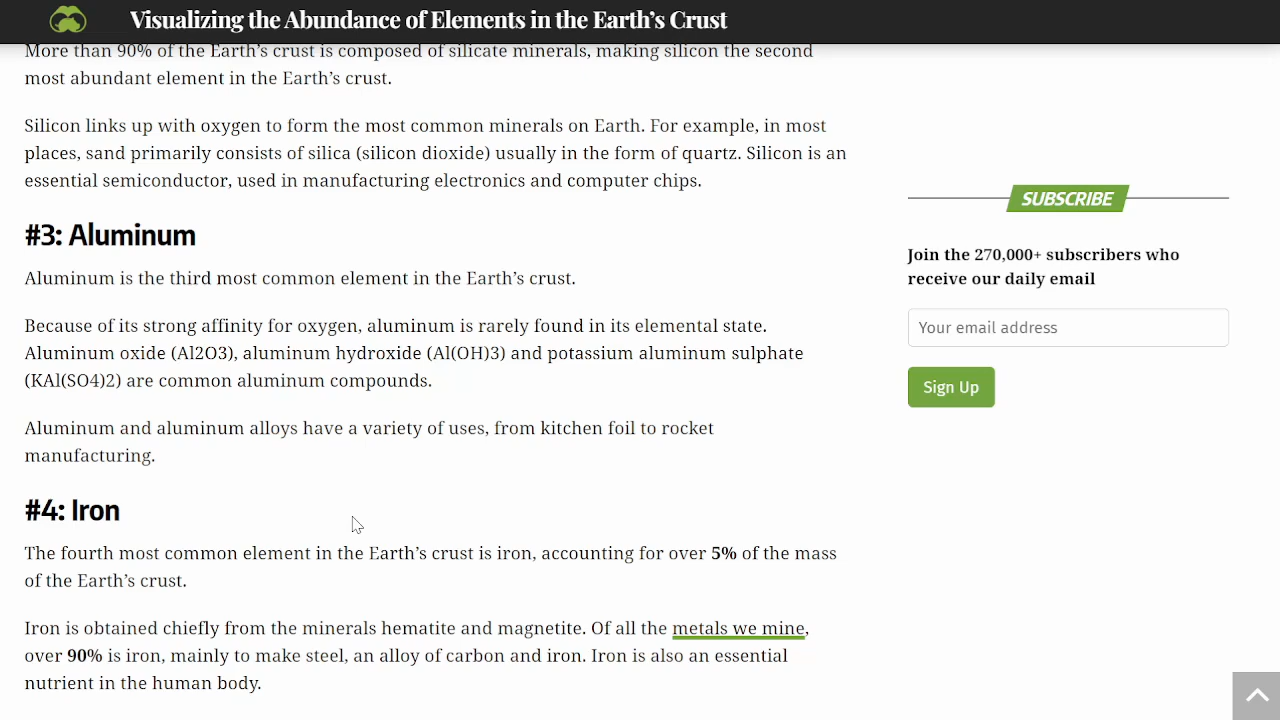 Visualizing the Abundance of Elements in the Earth’s Crust
More than 90% of the Earth’s crust is composed of silicate minerals, making silicon the second
most abundant element in the Earth’s crust.
Silicon links up with oxygen to form the most common minerals on Earth. For example, in most
places, sand primarily consists of silica (silicon dioxide) usually in the form of quartz. Silicon is an
essential semiconductor, used in manufacturing electronics and computer chips.
#3: Aluminum
Aluminum is the third most common element in the Earth’s crust.
Because of its strong affinity for oxygen, aluminum is rarely found in its elemental state.
Aluminum oxide (Al2O3), aluminum hydroxide (Al(OH)3) and potassium aluminum sulphate
(KAl(SO4)2) are common aluminum compounds.
Aluminum and aluminum alloys have a variety of uses, from kitchen foil to rocket
manufacturing.
#4: Iron
The fourth most common element in the Earth’s crust is iron, accounting for over 5% of the mass
of the Earth’s crust.
Iron is obtained chiefly from the minerals hematite and magnetite. Of all the metals we mine,
over 90% is iron, mainly to make steel, an alloy of carbon and iron. Iron is also an essential
nutrient in the human body.
SUBSCRIBE
Join the 270,000+ subscribers who
receive our daily email
Your email address
Sign Up